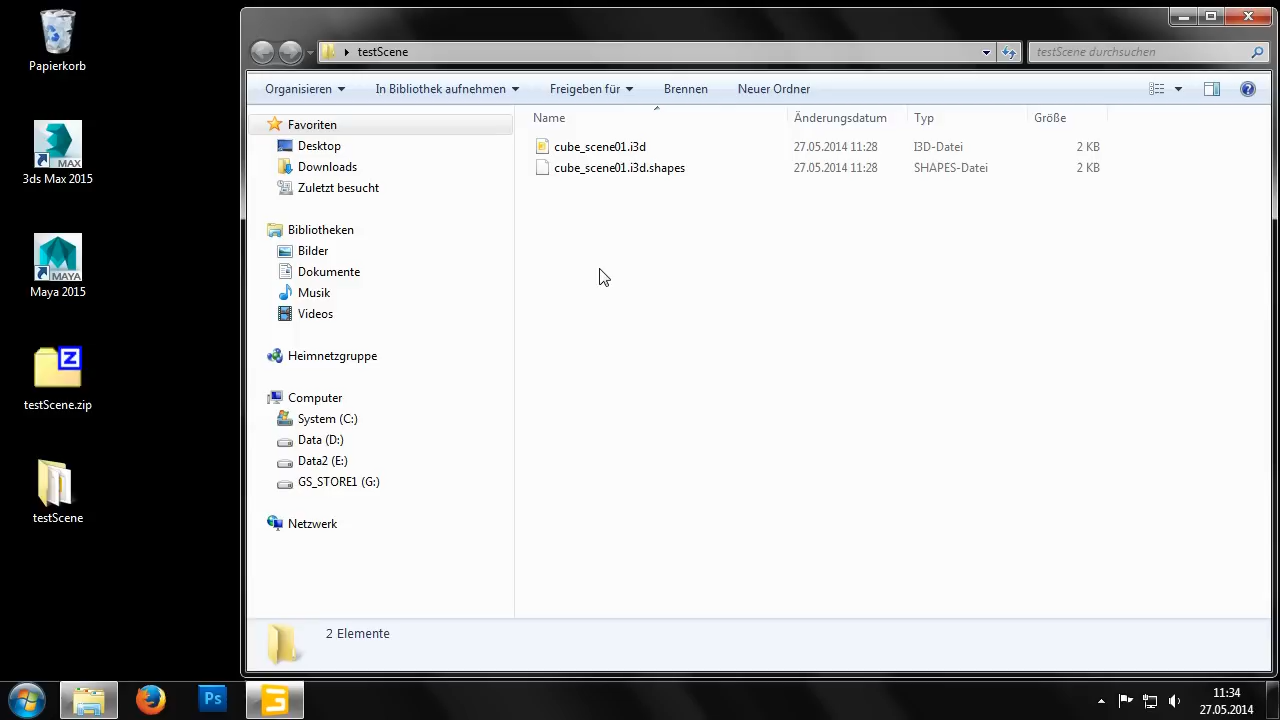 Papierkorb
MAX
3ds Max 2015
MAYA
Maya 2015
Z
testScene.zip
testScene
testScene
testScene durchsuchen
Organisieren
In Bibliothek aufnehmen
Freigeben für
Brennen
Neuer Ordner
?
Favoriten
Desktop
Downloads
Zuletzt besucht
Bibliotheken
Bilder
Dokumente
Musik
Videos
Heimnetzgruppe
Computer
System (C:)
Data (D:)
Data2 (E:)
GS_STORE1 (G:)
Netzwerk
Name Änderungsdatum Typ Größe
cube_scene01.i3d 27.05.2014 11:28 I3D-Datei 2 KB
cube_scene01.i3d.shapes 27.05.2014 11:28 SHAPES-Datei 2 KB
2 Elemente
Ps
11:34
27.05.2014